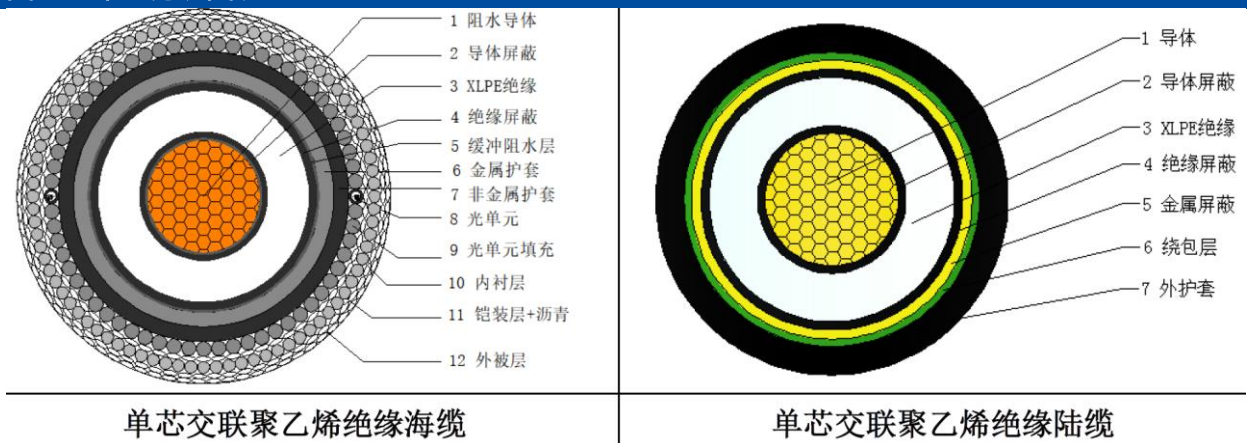 1 阻水导体
2 导体屏蔽
3 XLPE绝缘
4 绝缘屏蔽
5 缓冲阻水层
6 金属护套
7 非金属护套
8 光单元
9 光单元填充
10 内衬层
11 铠装层+沥青
12 外被层
单芯交联聚乙烯绝缘海缆
1 导体
2 导体屏蔽
3 XLPE绝缘
4 绝缘屏蔽
5 金属屏蔽
6 绕包层
7 外护套
单芯交联聚乙烯绝缘陆缆